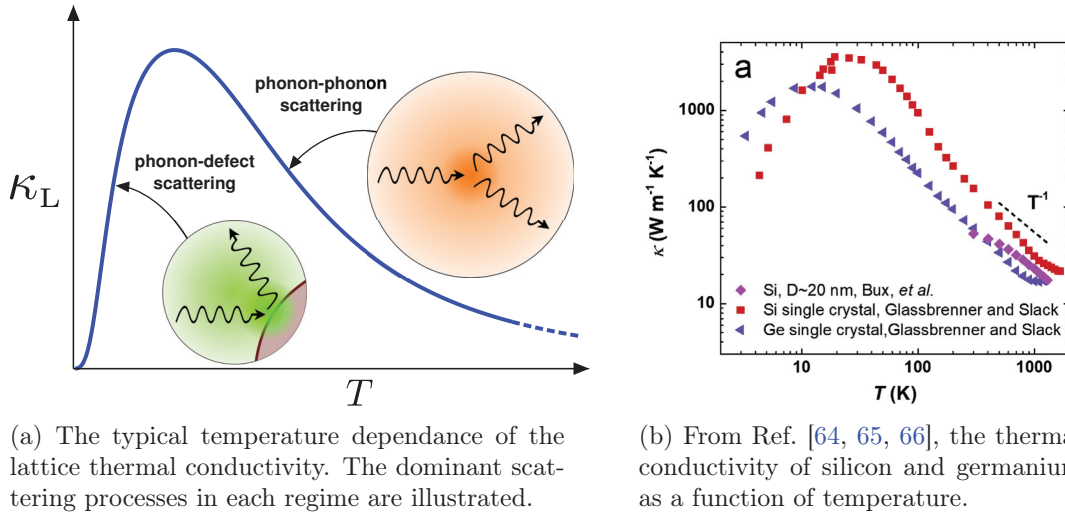 κL
T
phonon-defect
scattering
phonon-phonon
scattering
a
κ (W m⁻¹ K⁻¹)
1000
100
10
T⁻¹
Si, D~20 nm, Bux, et al.
Si single crystal, Glassbrenner and Slack
Ge single crystal,Glassbrenner and Slack
10 100 1000
T (K)
(a) The typical temperature dependance of the
lattice thermal conductivity. The dominant scat-
tering processes in each regime are illustrated.
(b) From Ref. [64, 65, 66], the therma
conductivity of silicon and germanium
as a function of temperature.